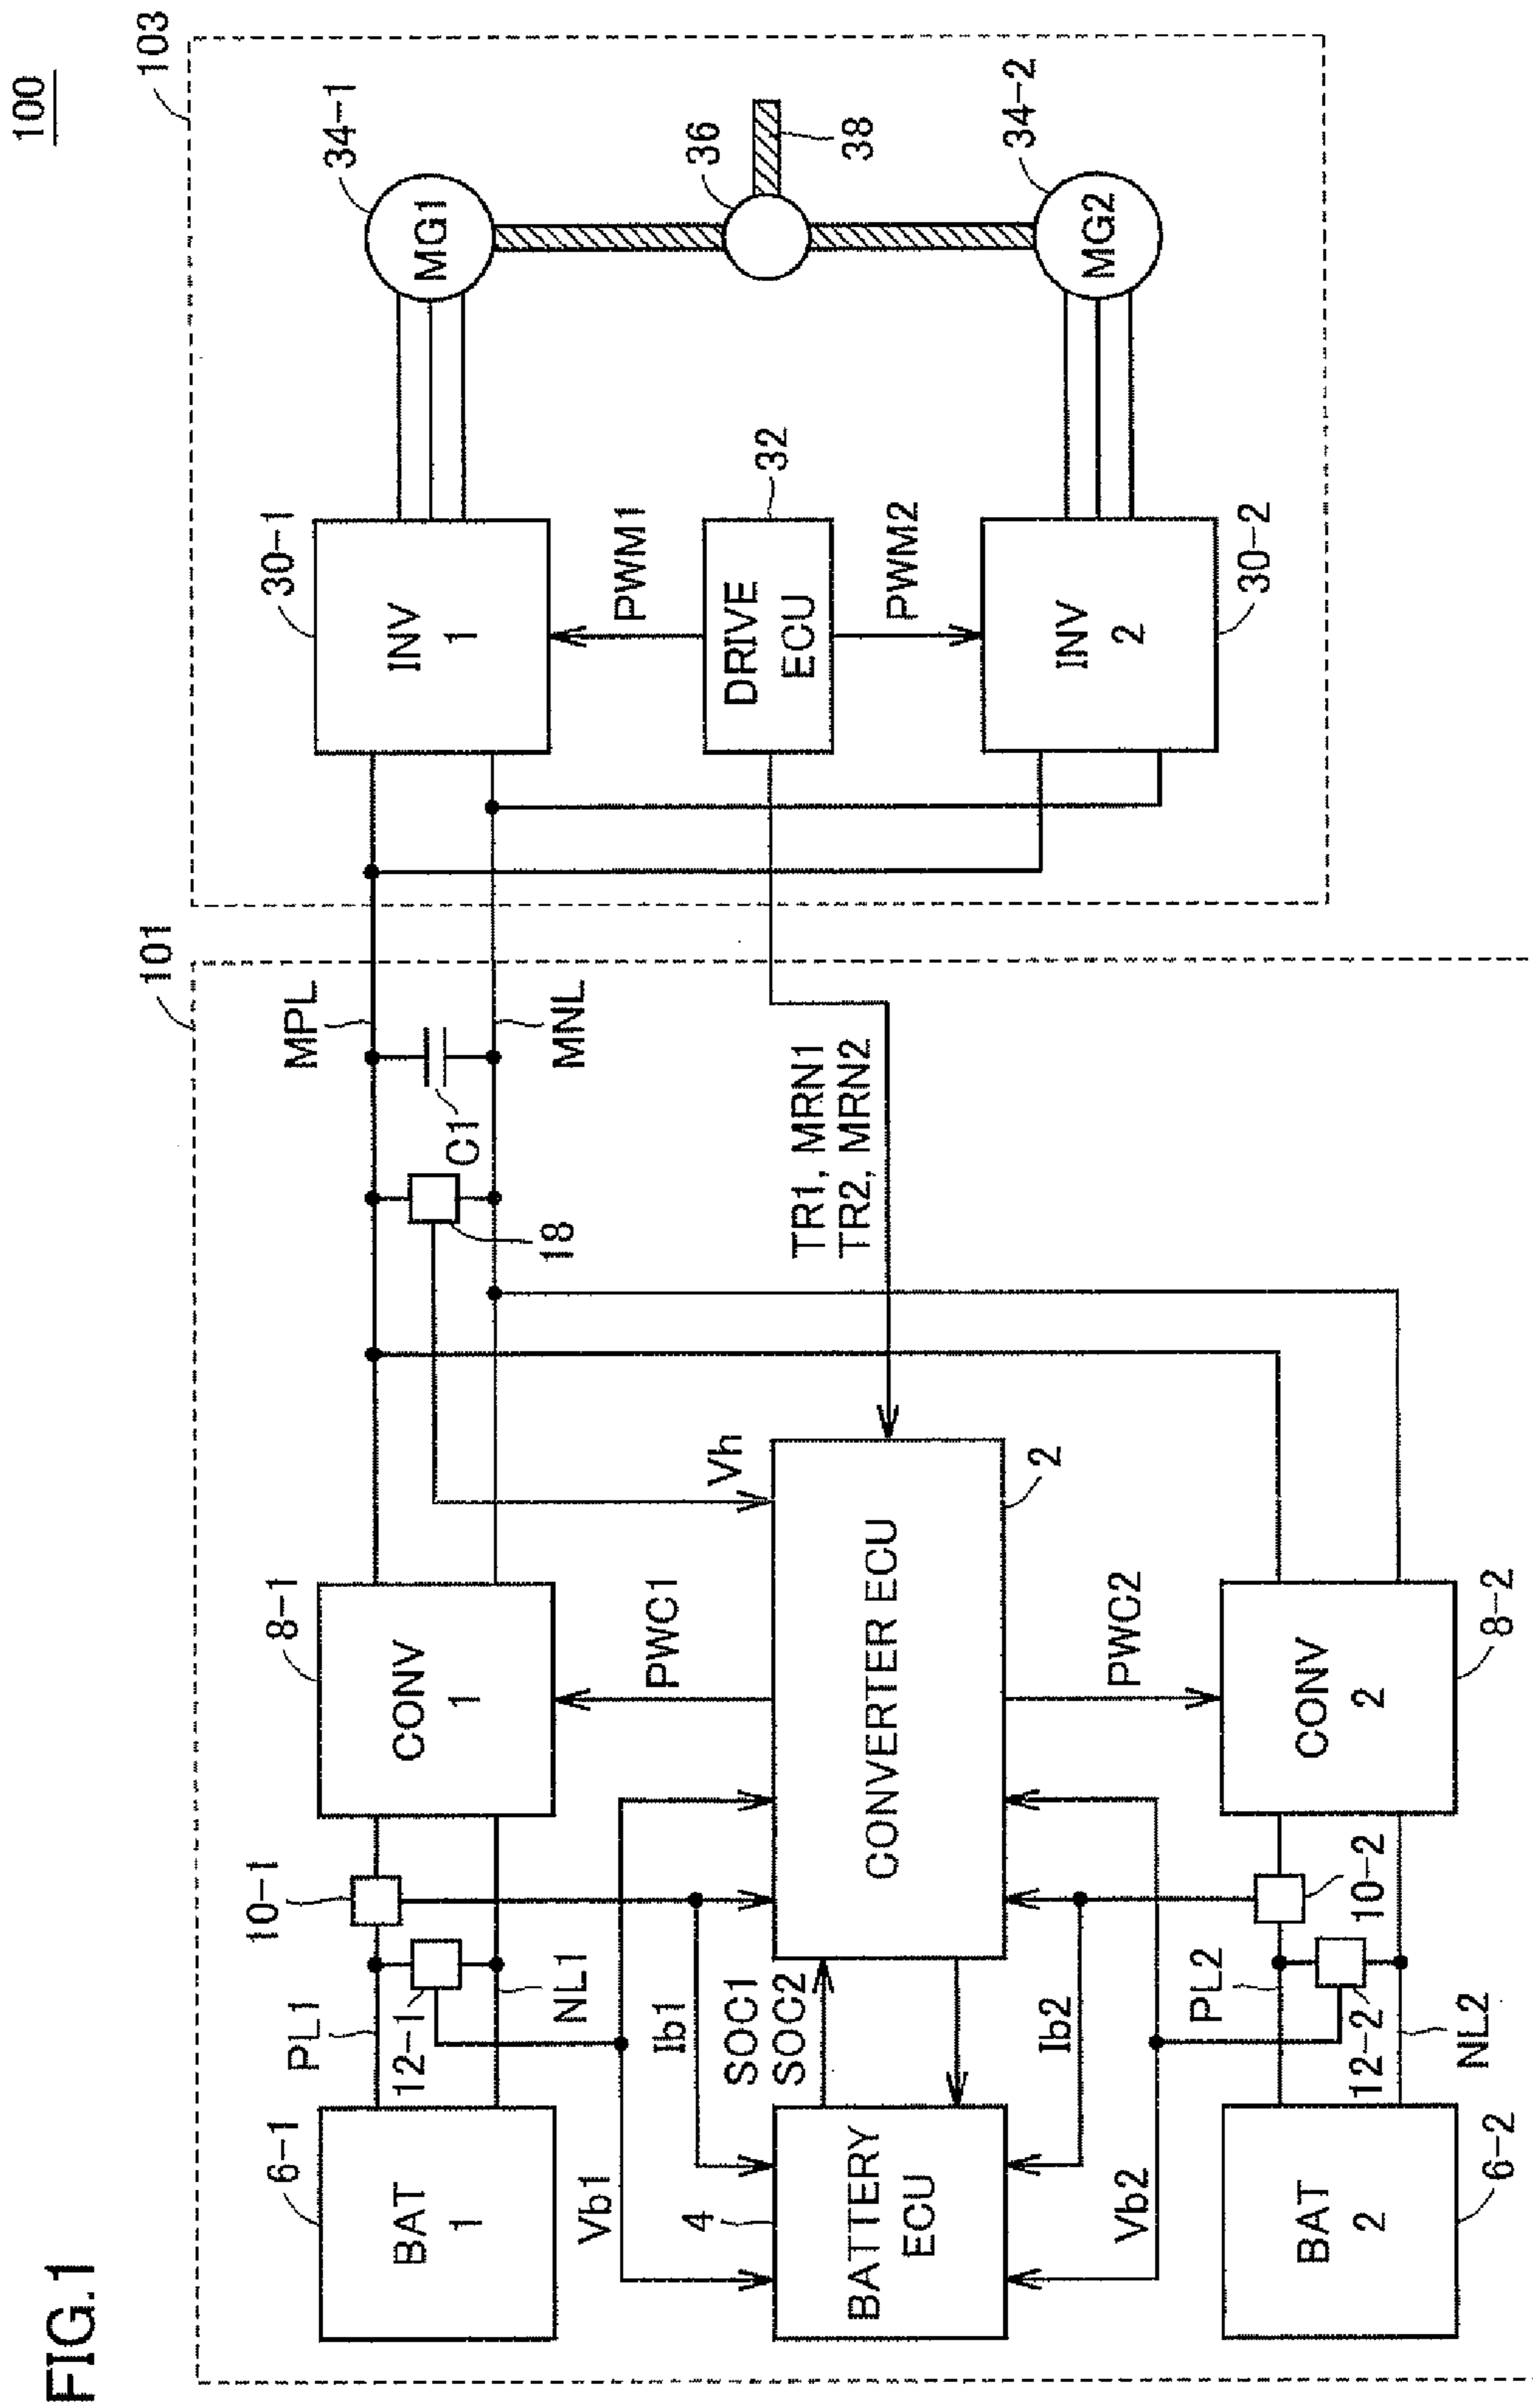 FIG.1
100
101
103
6-1
BAT
1
PL1
12-1
NL1
10-1
8-1
CONV
1
MPL
C1
18
MNL
30-1
INV
1
34-1
MG1
Vb1
Ib1
PWC1
Vh
PWM1
4
BATTERY
ECU
SOC1
SOC2
CONVERTER ECU
2
TR1, MRN1
TR2, MRN2
DRIVE
ECU
32
36
38
Vb2
Ib2
PWC2
PWM2
6-2
BAT
2
PL2
12-2
NL2
10-2
8-2
CONV
2
30-2
INV
2
34-2
MG2